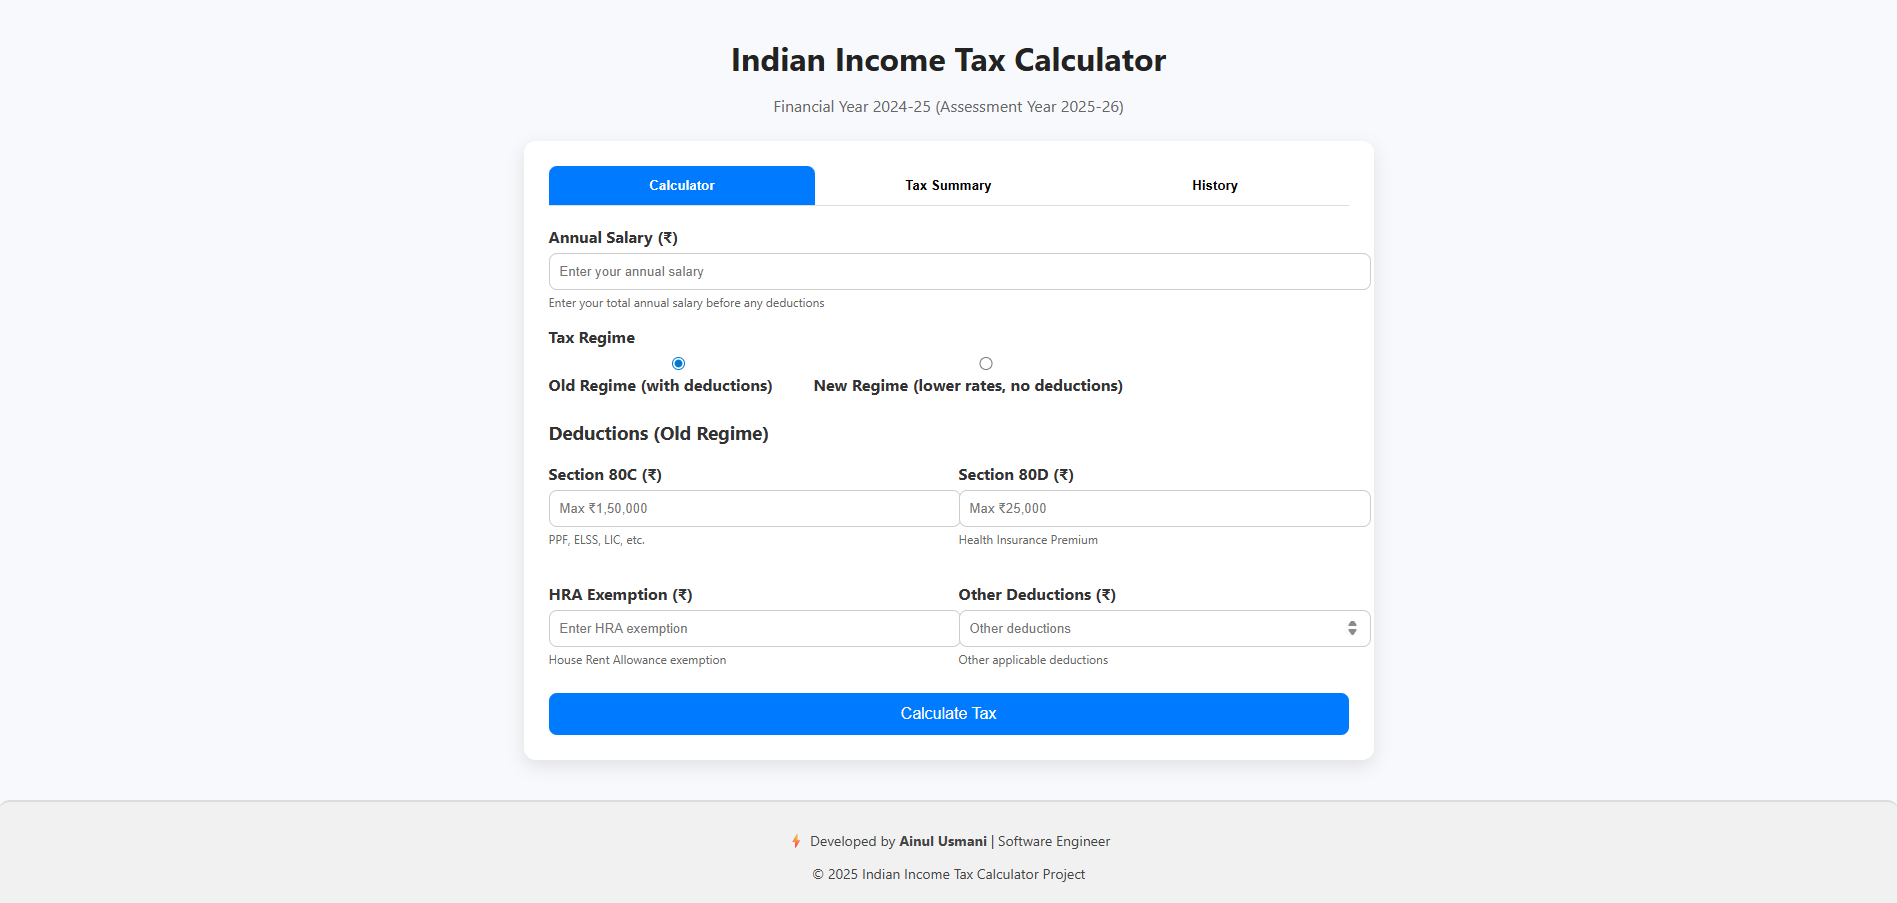 Indian Income Tax Calculator
Financial Year 2024-25 (Assessment Year 2025-26)
Calculator Tax Summary History
Annual Salary (₹)
Enter your annual salary
Enter your total annual salary before any deductions
Tax Regime
Old Regime (with deductions) New Regime (lower rates, no deductions)
Deductions (Old Regime)
Section 80C (₹) Section 80D (₹)
Max ₹1,50,000 Max ₹25,000
PPF, ELSS, LIC, etc. Health Insurance Premium
HRA Exemption (₹) Other Deductions (₹)
Enter HRA exemption Other deductions
House Rent Allowance exemption Other applicable deductions
Calculate Tax
⚡ Developed by Ainul Usmani | Software Engineer
© 2025 Indian Income Tax Calculator Project